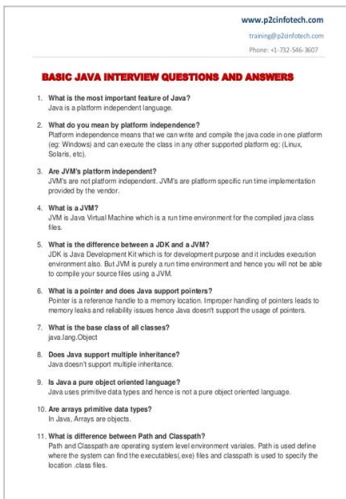 www.p2cinfotech.com
training@p2cinfotech.com
Phone: +1-732-546-3607
BASIC JAVA INTERVIEW QUESTIONS AND ANSWERS
1. What is the most important feature of Java?
Java is a platform independent language.
2. What do you mean by platform independence?
Platform independence means that we can write and compile the java code in one platform
(eg: Windows) and can execute the class in any other supported platform eg: (Linux,
Solaris, etc).
3. Are JVM's platform independent?
JVM's are not platform independent. JVM's are platform specific run time implementation
provided by the vendor.
4. What is a JVM?
JVM is Java Virtual Machine which is a run time environment for the compiled java class
files.
5. What is the difference between a JDK and a JVM?
JDK is Java Development Kit which is for development purpose and it includes execution
environment also. But JVM is purely a run time environment and hence you will not be able
to compile your source files using a JVM.
6. What is a pointer and does Java support pointers?
Pointer is a reference handle to a memory location. Improper handling of pointers leads to
memory leaks and reliability issues hence Java doesn't support the usage of pointers.
7. What is the base class of all classes?
java.lang.Object
8. Does Java support multiple inheritance?
Java doesn't support multiple inheritance.
9. Is Java a pure object oriented language?
Java uses primitive data types and hence is not a pure object oriented language.
10. Are arrays primitive data types?
In Java, Arrays are objects.
11. What is difference between Path and Classpath?
Path and Classpath are operating system level environment variales. Path is used define
where the system can find the executables(.exe) files and classpath is used to specify the
location .class files.